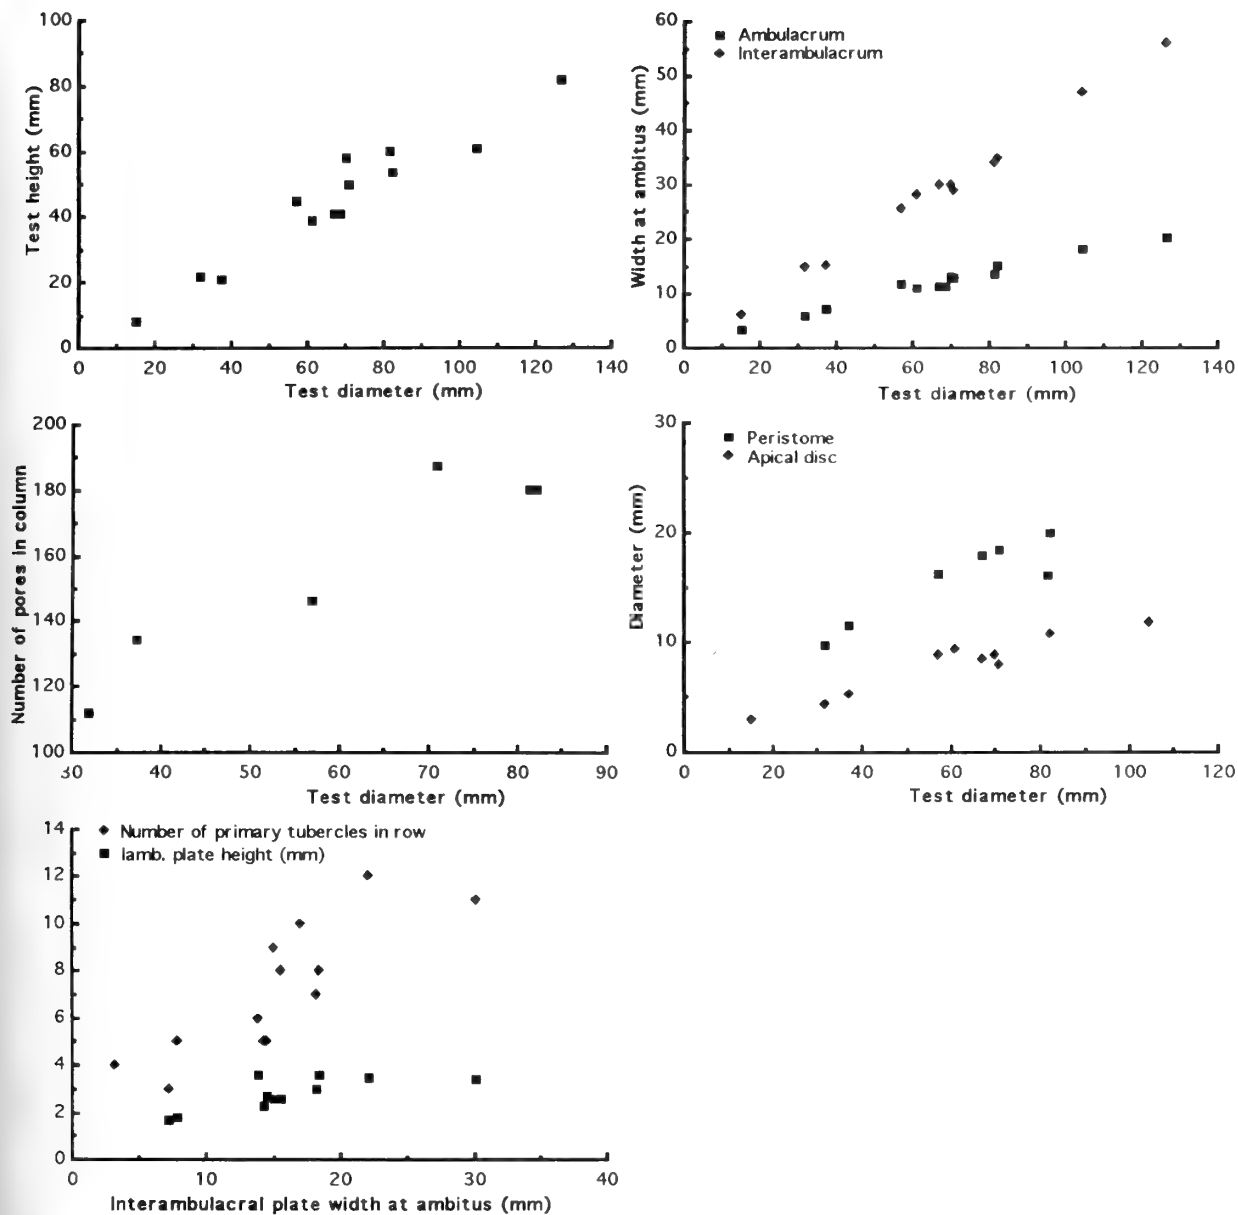 100
80
60
40
20
0
Test height (mm)
0 20 40 60 80 100 120 140
Test diameter (mm)
60
50
40
30
20
10
0
Width at ambitus (mm)
Ambulacrum
Interambulacrum
0 20 40 60 80 100 120 140
Test diameter (mm)
200
180
160
140
120
100
Number of pores in column
30 40 50 60 70 80 90
Test diameter (mm)
30
20
10
0
Diameter (mm)
Peristome
Apical disc
0 20 40 60 80 100 120
Test diameter (mm)
14
12
10
8
6
4
2
0
Number of primary tubercles in row
Iamb. plate height (mm)
0 10 20 30 40
Interambulacral plate width at ambitus (mm)